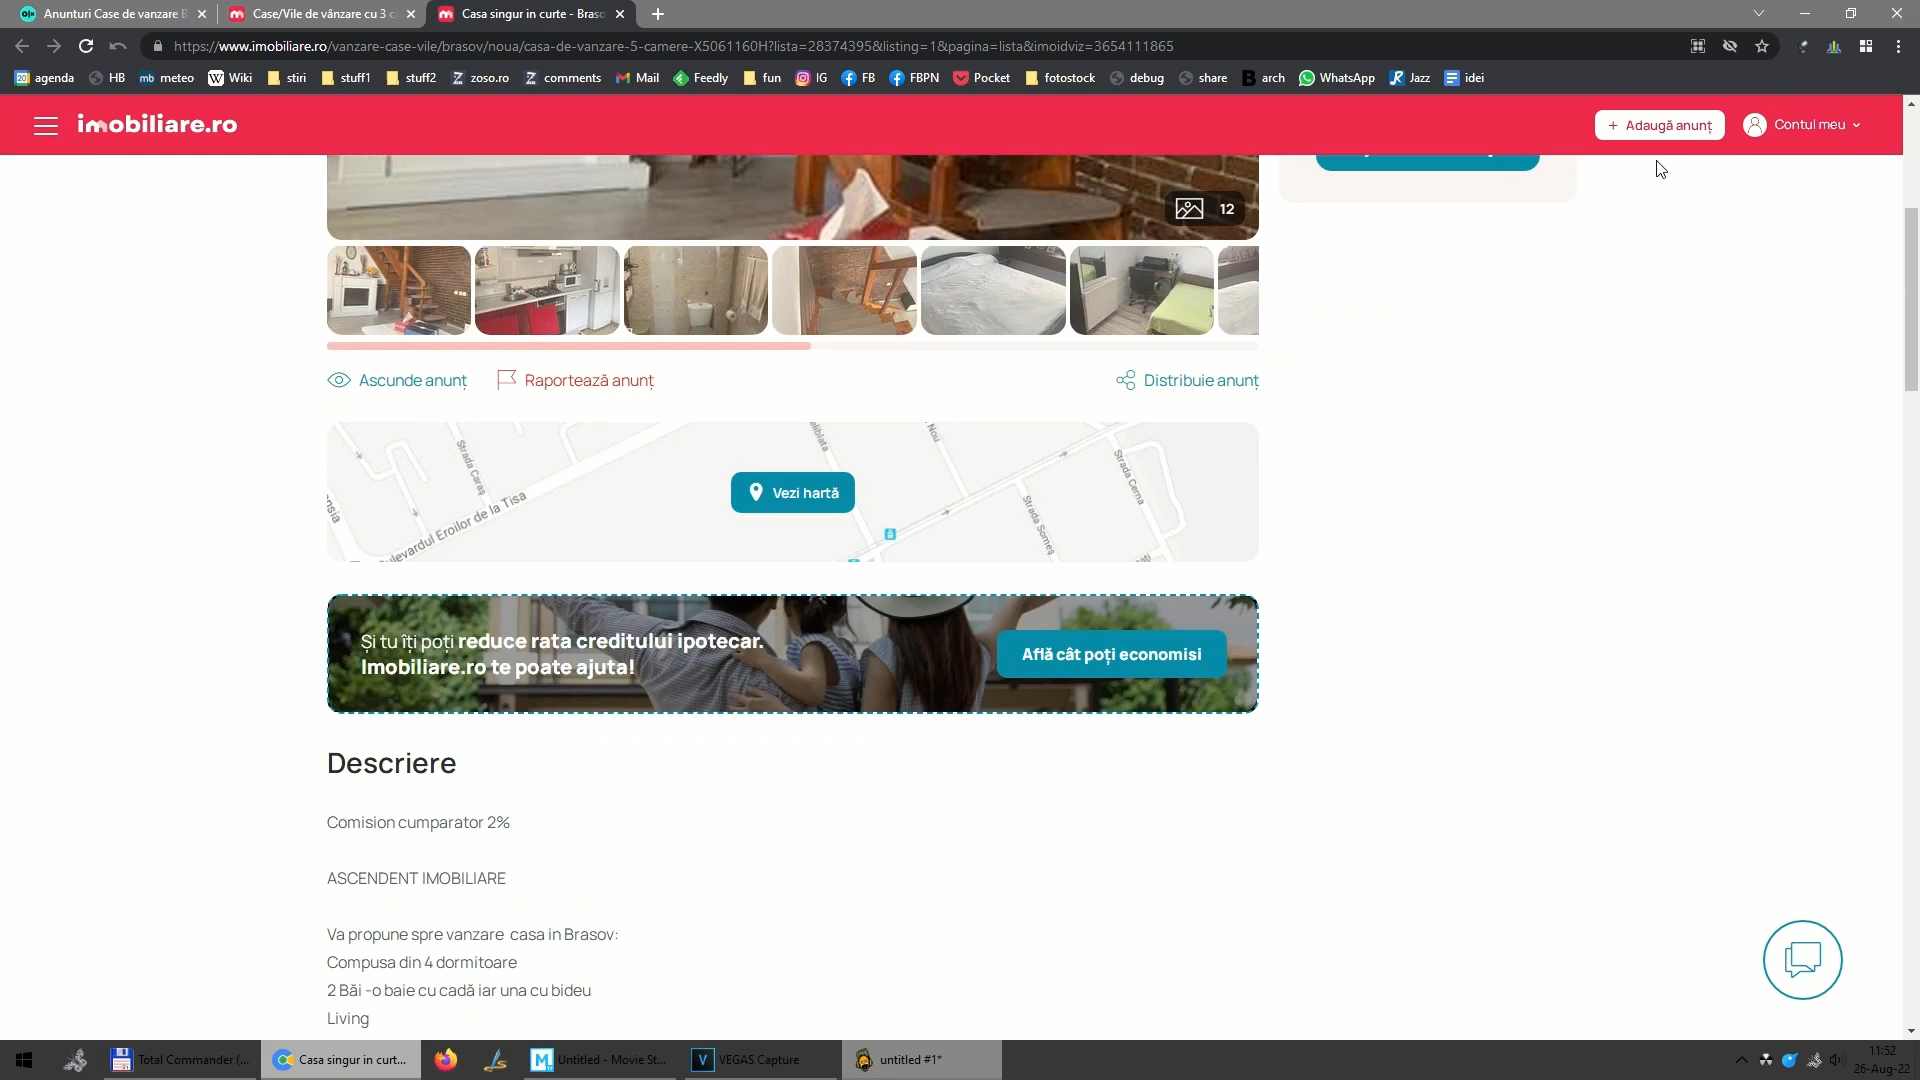 Anunturi Case de vanzare B
Case/Vile de vânzare cu 3 c
Casa singur in curte - Braso
https://www.imobiliare.ro/vanzare-case-vile/brasov/noua/casa-de-vanzare-5-camere-X5061160H?lista=28374395&listing=1&pagina=lista&imoidviz=3654111865
agenda HB mb meteo Wiki stiri stuff1 stuff2 zoso.ro comments Mail Feedly fun IG FB FBPN Pocket fotostock debug share arch WhatsApp Jazz idei
imobiliare.ro
+ Adaugă anunț
Contul meu
12
Ascunde anunț
Raportează anunț
Distribuie anunț
Strada Caraș
Bulevardul Eroilor de la Tisa
Nou
Strada Someș
Strada Cerna
Vezi hartă
Și tu îți poți reduce rata creditului ipotecar.
Imobiliare.ro te poate ajuta!
Află cât poți economisi
Descriere
Comision cumparator 2%
ASCENDENT IMOBILIARE
Va propune spre vanzare casa in Brasov:
Compusa din 4 dormitoare
2 Băi -o baie cu cadă iar una cu bideu
Living
Total Commander (...
Casa singur in curt...
Untitled - Movie St...
VEGAS Capture
untitled #1*
11:52
26-Aug-22